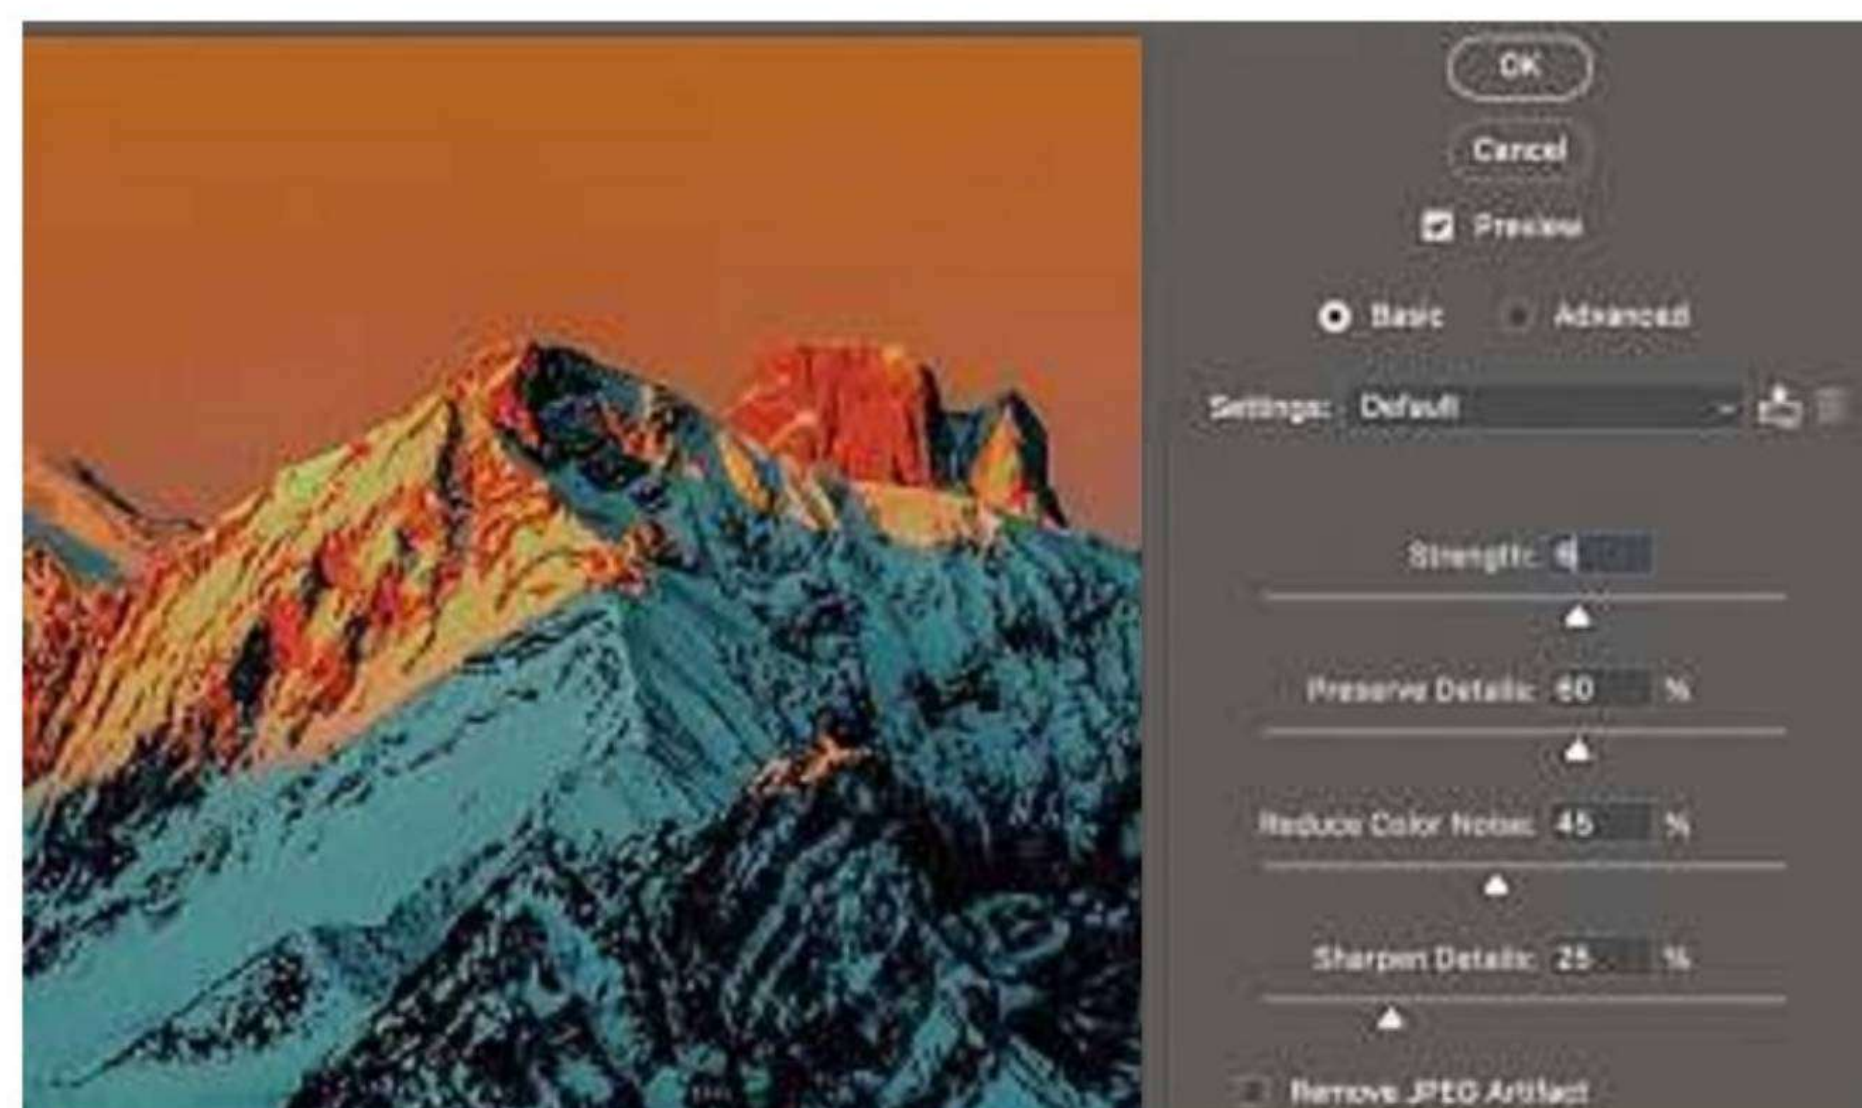 OK
Cancel
Preview
Basic Advanced
Settings: Default
Strength: 6
Preserve Details: 60 %
Reduce Color Noise: 45 %
Sharpen Details: 25 %
Remove JPEG Artifact